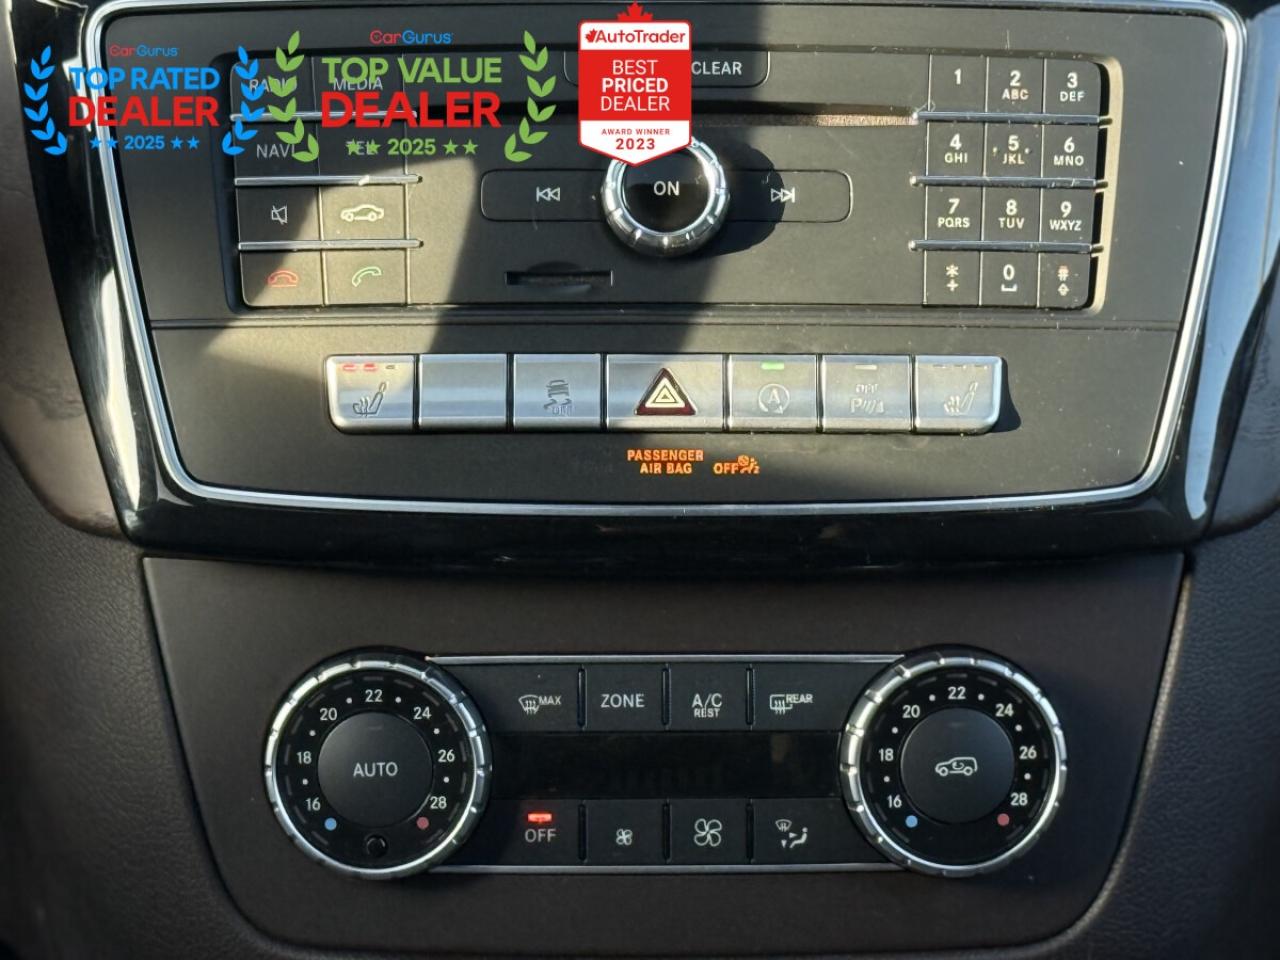 CarGurus
TOP RATED
DEALER
★★ 2025 ★★
CarGurus
TOP VALUE
DEALER
★★ 2025 ★★
AutoTrader
BEST
PRICED
DEALER
AWARD WINNER
2023
RADIO
MEDIA
CLEAR
NAVI
TEL
ON
1
2 ABC
3 DEF
4 GHI
5 JKL
6 MNO
7 PQRS
8 TUV
9 WXYZ
* +
0
#
OFF
A
OFF
P
PASSENGER
AIR BAG OFF
AUTO
16 18 20 22 24 26 28
MAX
ZONE
A/C
REST
REAR
OFF
16 18 20 22 24 26 28